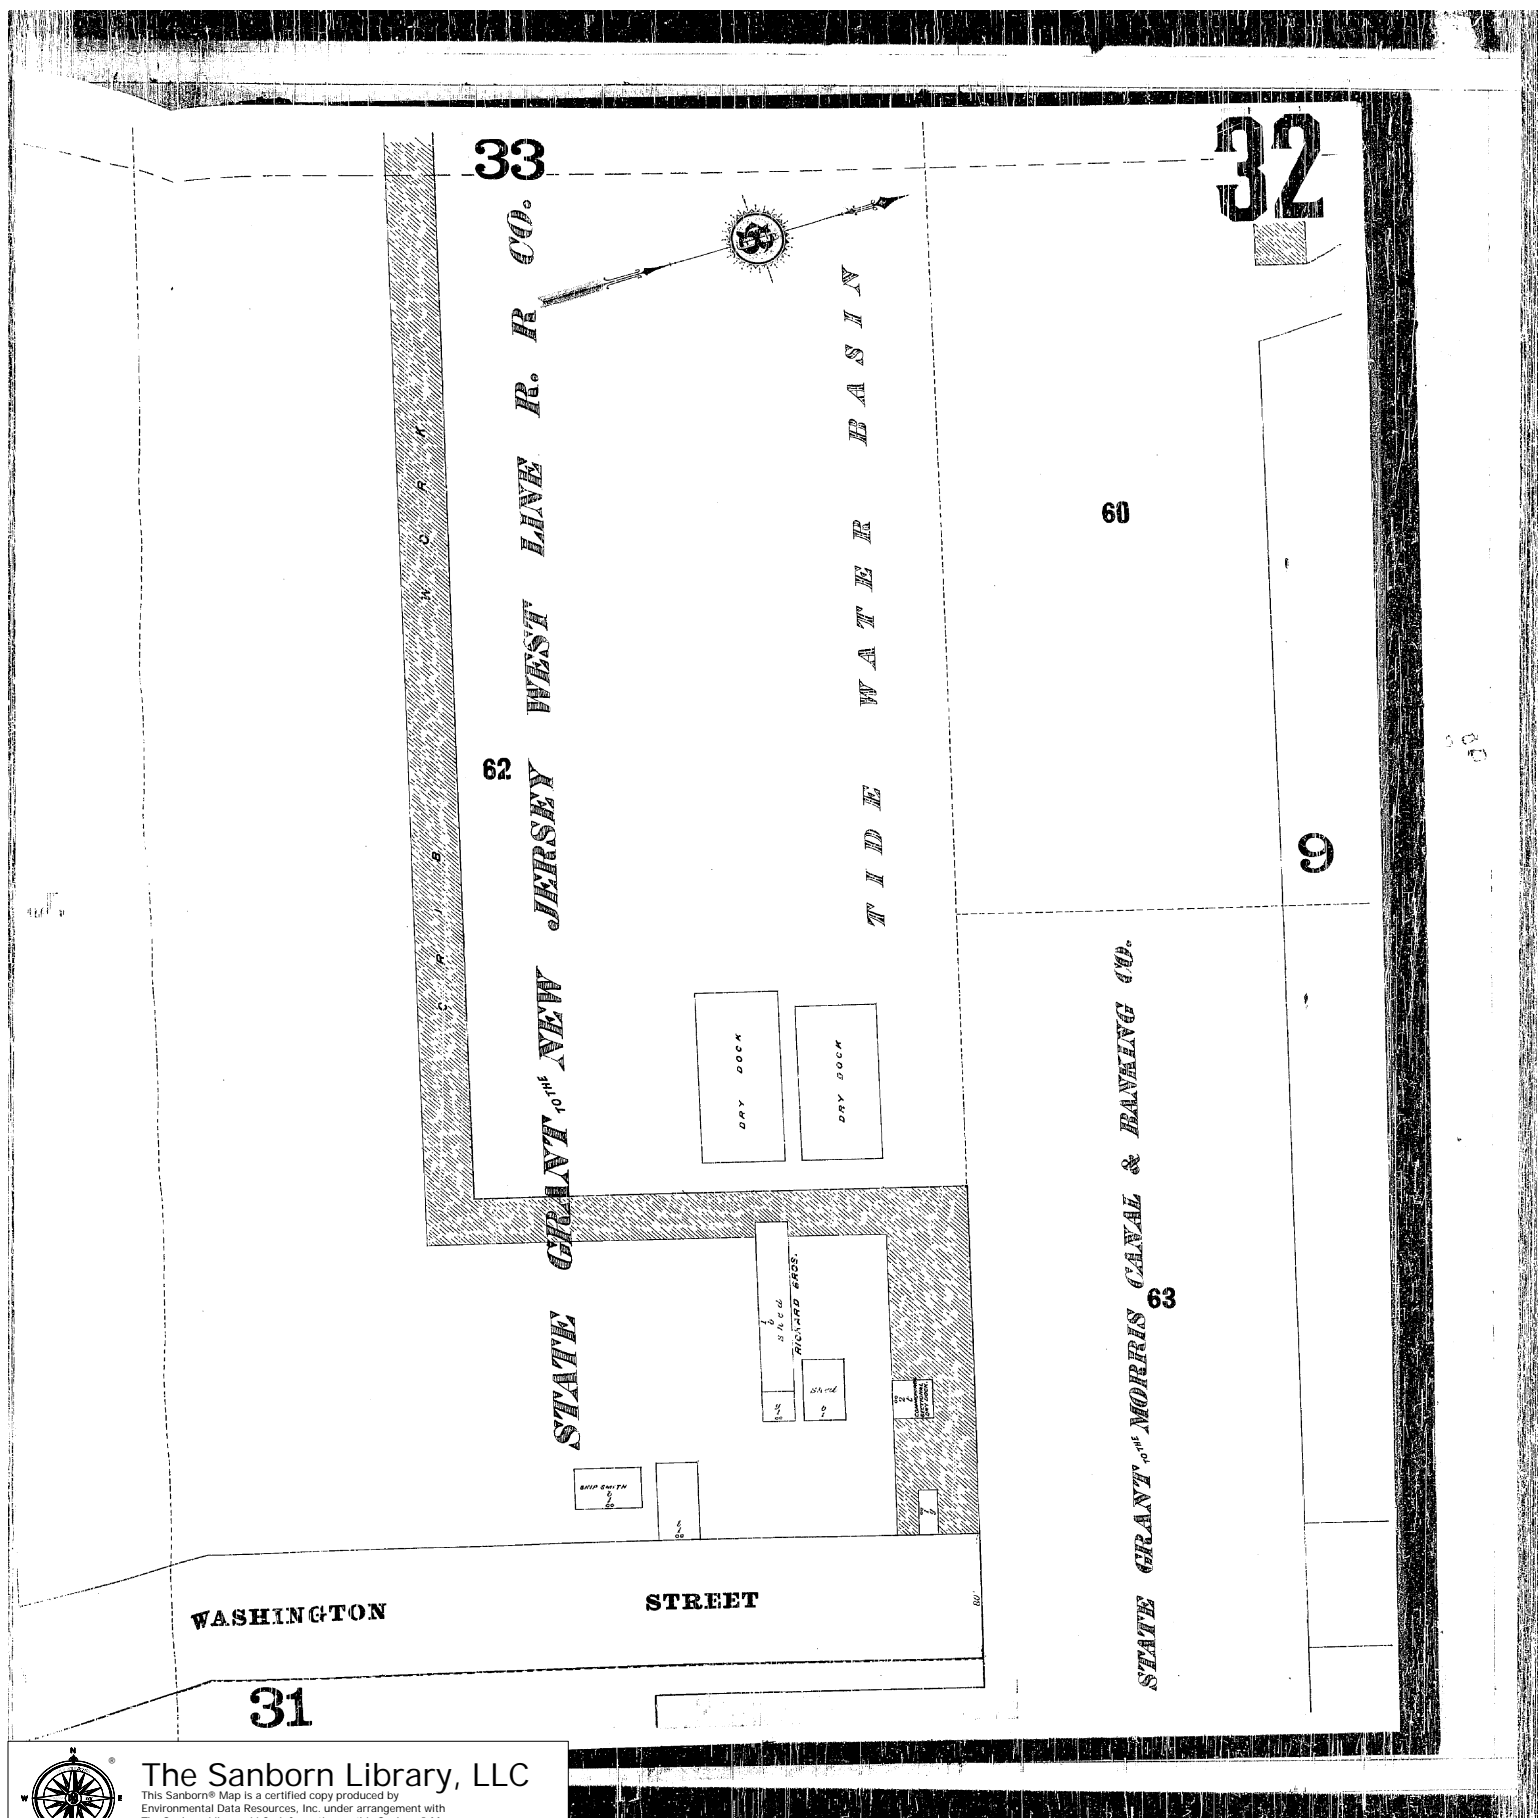 33
32
STATE GRANT TO THE NEW JERSEY WEST LINE R. R. CO.
TIDE WATER BASIN
CRIB WORK
60
62
9
DRY DOCK
DRY DOCK
STATE GRANT TO THE MORRIS CANAL & BANKING CO.
63
Shed
RICHARD BROS.
Shed
SHIP SMITH
WASHINGTON STREET
80'
31
N
W
E
®
The Sanborn Library, LLC
This Sanborn® Map is a certified copy produced by
Environmental Data Resources, Inc. under arrangement with